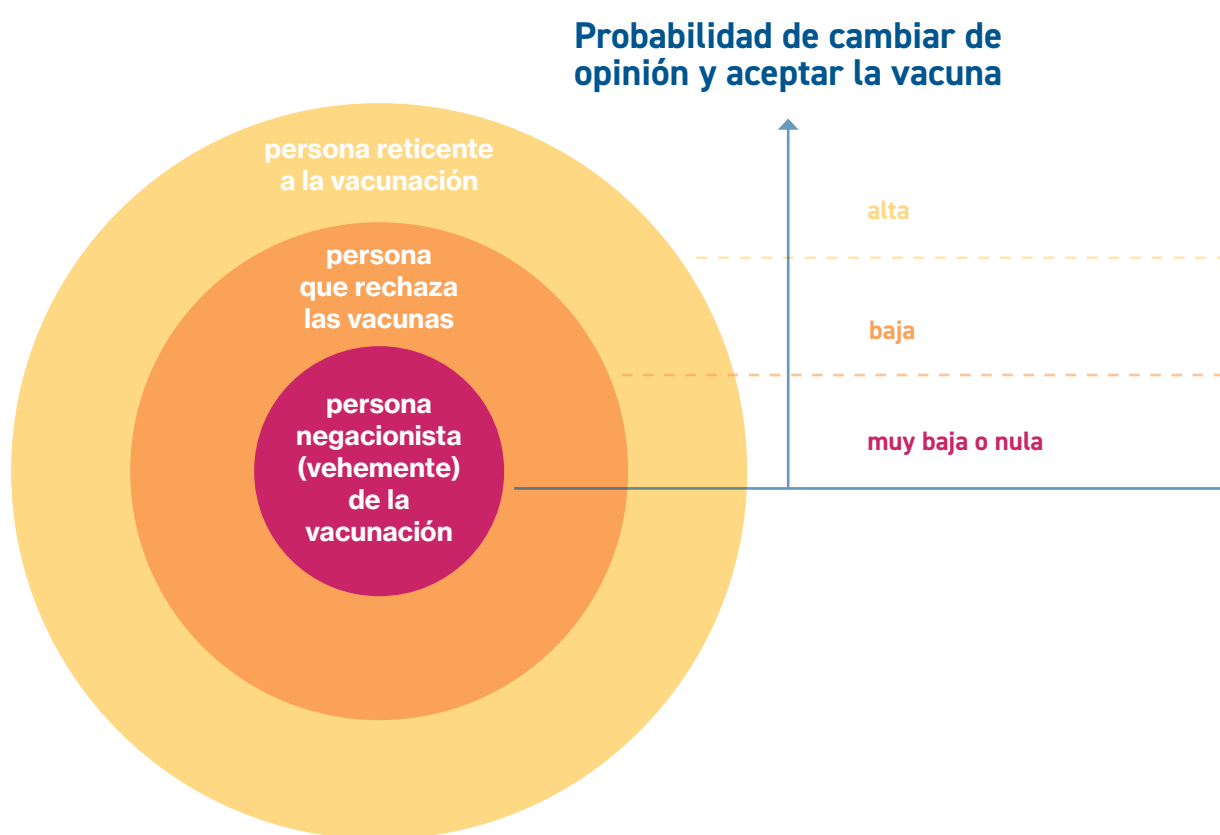 Probabilidad de cambiar de
opinión y aceptar la vacuna
persona reticente
a la vacunación
persona
que rechaza
las vacunas
persona
negacionista
(vehemente)
de la
vacunación
alta
baja
muy baja o nula